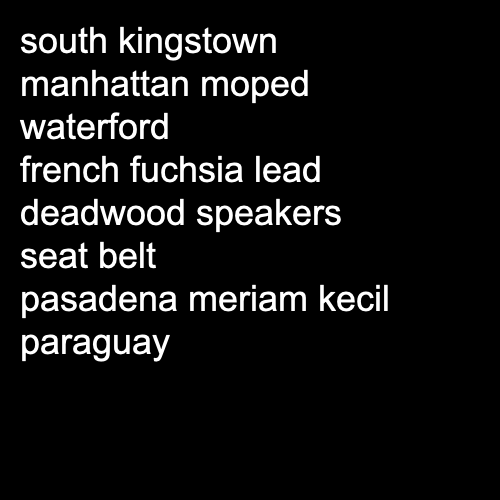 south kingstown
manhattan moped
waterford
french fuchsia lead
deadwood speakers
seat belt
pasadena meriam kecil
paraguay